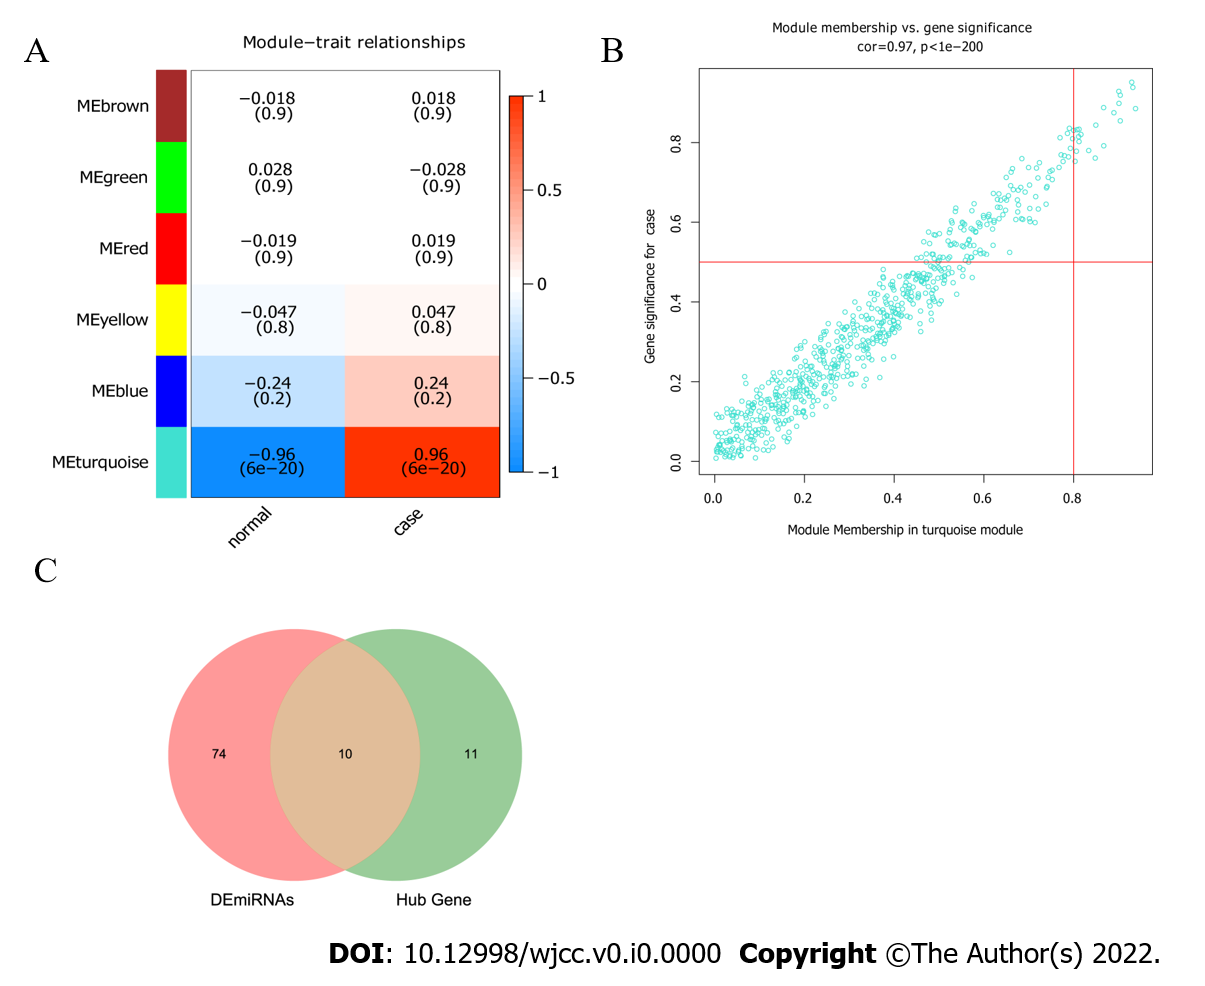 A
Module−trait relationships
MEbrown
−0.018
(0.9)
0.018
(0.9)
MEgreen
0.028
(0.9)
−0.028
(0.9)
MEred
−0.019
(0.9)
0.019
(0.9)
MEyellow
−0.047
(0.8)
0.047
(0.8)
MEblue
−0.24
(0.2)
0.24
(0.2)
MEturquoise
−0.96
(6e−20)
0.96
(6e−20)
normal
case
1
0.5
0
−0.5
−1
B
Module membership vs. gene significance
cor=0.97, p<1e−200
Gene significance for case
0.8
0.6
0.4
0.2
0.0
0.0 0.2 0.4 0.6 0.8
Module Membership in turquoise module
C
74 10 11
DEmiRNAs Hub Gene
DOI: 10.12998/wjcc.v0.i0.0000 Copyright ©The Author(s) 2022.